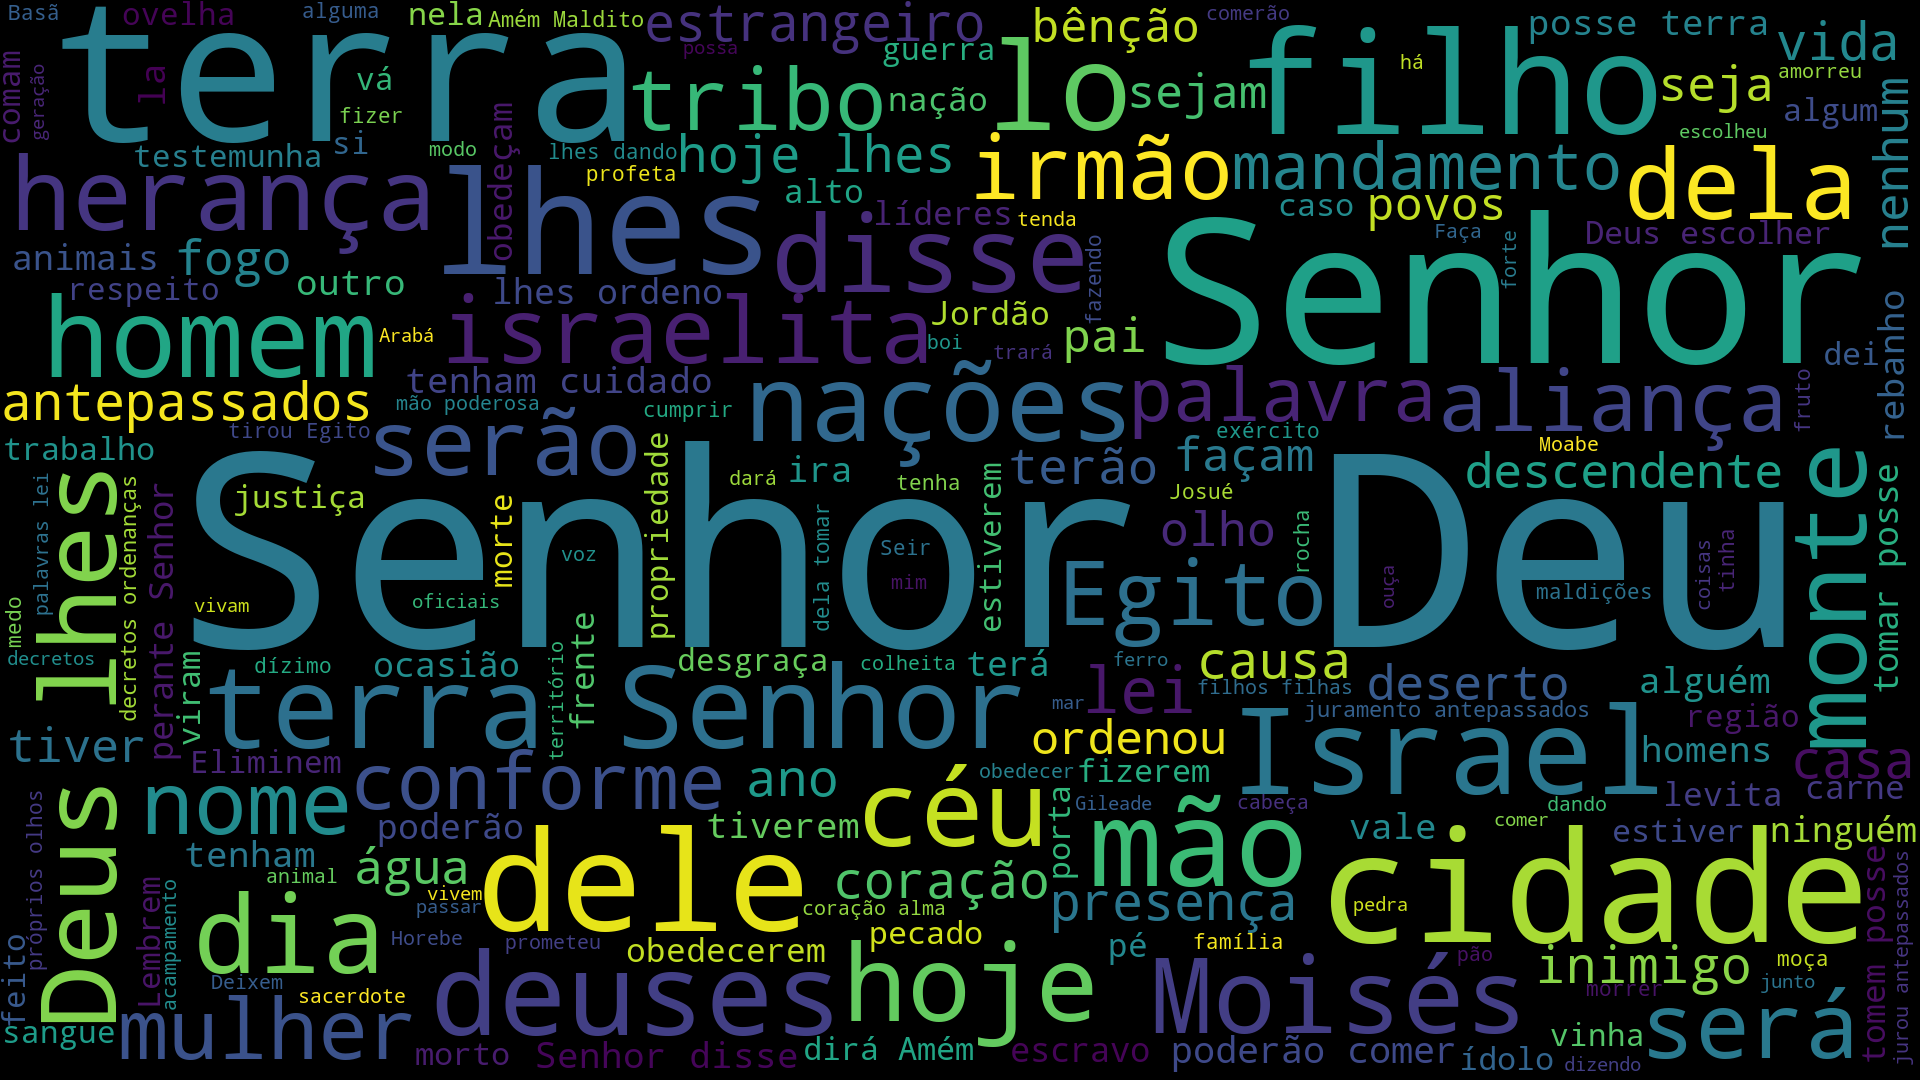 Basã
ovelha
alguma
nela
Amém Maldito
estrangeiro
bênção
comerão
posse terra
vida
terra
filho
lo
possa
guerra
há
amorreu
comam
geração
la
vá
fizer
tribo
nação
sejam
seja
algum
nenhum
escolheu
testemunha
si
modo
lhes dando
hoje lhes
irmão
mandamento
dela
herança
lhes
obedeçam
profeta
alto
líderes
tenda
caso
povos
disse
Senhor
Faça
forte
Deus escolher
animais
fogo
respeito
outro
lhes ordeno
fazendo
homem
Arabá
israelita
Jordão
boi
trará
pai
dei
rebanho
antepassados
tenham cuidado
mão poderosa
cumprir
nações
palavra
aliança
fruto
trabalho
tirou Egito
serão
exército
façam
Moabe
descendente
terão
ira
dará
tenha
Josué
justiça
morte
propriedade
Senhor
Deu
lhes
palavras lei
decretos ordenanças
perante Senhor
voz
Seir
mim
dela tomar
estiverem
olho
rocha
Egito
ouça
maldições
coisas
tinha
monte
tomar posse
vivam
oficiais
medo
decretos
viram
dízimo
ocasião
território
frente
desgraça
colheita
terá
ferro
causa
filhos filhas
deserto
alguém
terra Senhor
mar
lei
juramento antepassados
região
tiver
Eliminem
ordenou
Israel
homens
casa
conforme
ano
obedecer
fizerem
Gileade
cabeça
dando
levita
carne
Deus
próprios olhos
nome
poderão
tiverem
céu
porta
mão
vale
comer
estiver
ninguém
tenham
animal
água
dele
coração
cidade
vivem
passar
coração alma
presença
pedra
Lembrem
acampamento
dia
Horebe
prometeu
obedecerem
pecado
pé
família
pão
inimigo
moça
junto
tomem posse
jurou antepassados
feito
Deixem
sacerdote
deuses
hoje
Moisés
morrer
será
sangue
mulher
morto
Senhor disse
dirá Amém
escravo
poderão comer
ídolo
vinha
dizendo